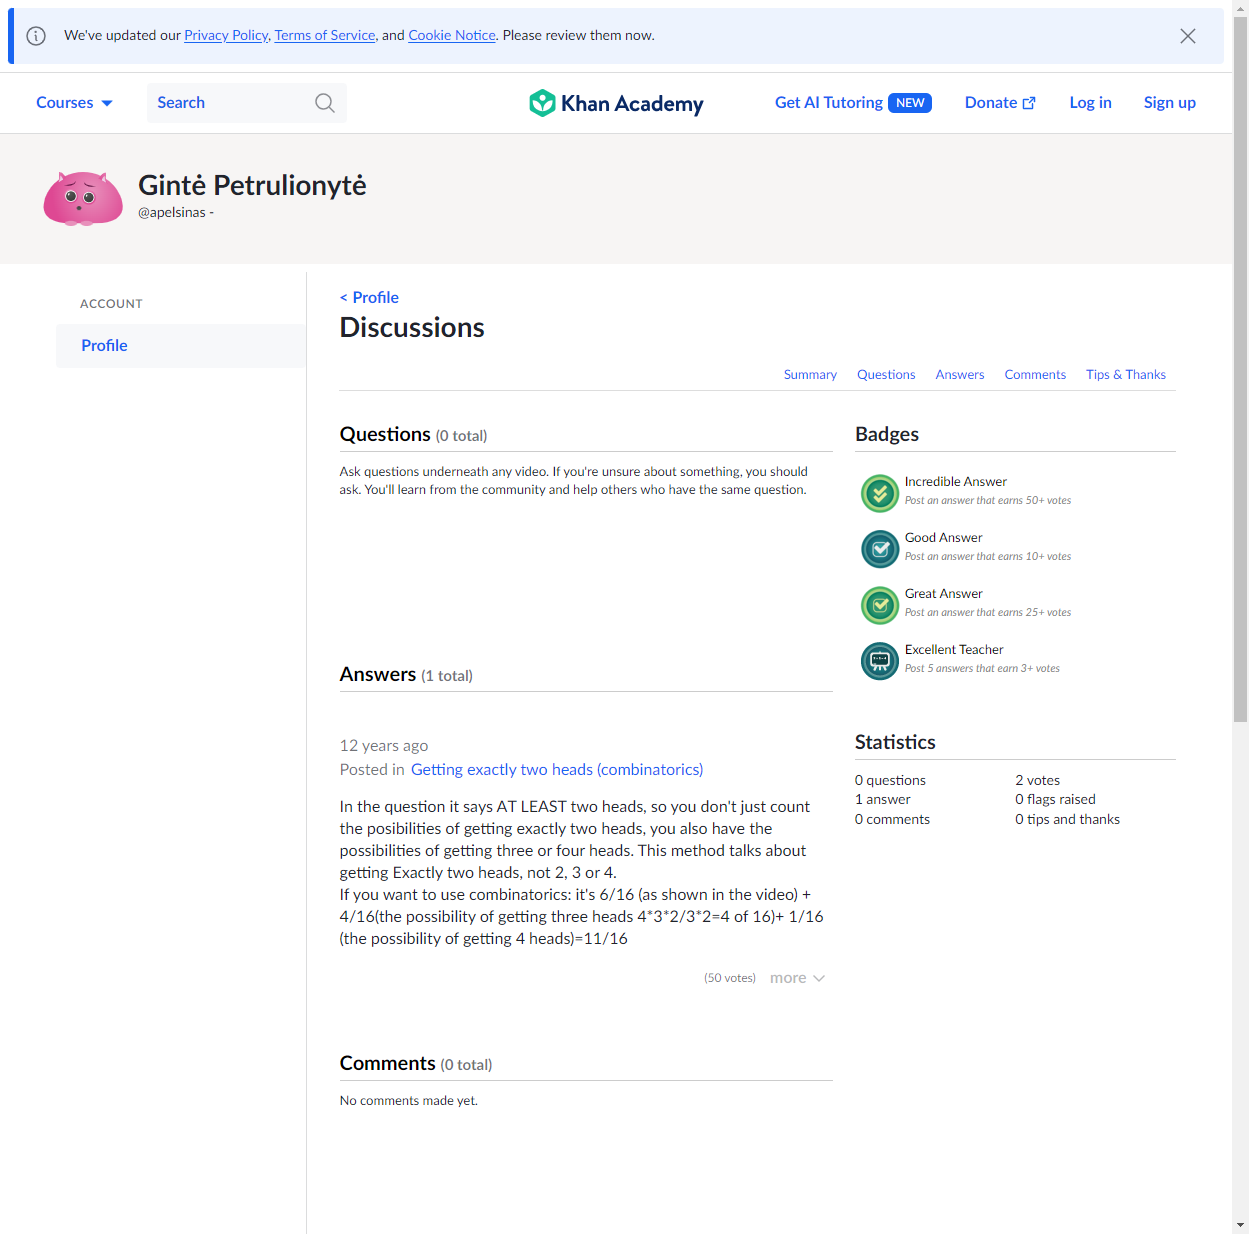 We've updated our Privacy Policy, Terms of Service, and Cookie Notice. Please review them now.
Courses
Search
Khan Academy
Get AI Tutoring NEW
Donate
Log in
Sign up
Gintė Petrulionytė
@apelsinas -
ACCOUNT
Profile
< Profile
Discussions
Summary Questions Answers Comments Tips & Thanks
Questions (0 total)
Ask questions underneath any video. If you're unsure about something, you should
ask. You'll learn from the community and help others who have the same question.
Answers (1 total)
12 years ago
Posted in Getting exactly two heads (combinatorics)
In the question it says AT LEAST two heads, so you don't just count
the posibilities of getting exactly two heads, you also have the
possibilities of getting three or four heads. This method talks about
getting Exactly two heads, not 2, 3 or 4.
If you want to use combinatorics: it's 6/16 (as shown in the video) +
4/16(the possibility of getting three heads 4*3*2/3*2=4 of 16)+ 1/16
(the possibility of getting 4 heads)=11/16
(50 votes) more
Comments (0 total)
No comments made yet.
Badges
Incredible Answer
Post an answer that earns 50+ votes
Good Answer
Post an answer that earns 10+ votes
Great Answer
Post an answer that earns 25+ votes
Excellent Teacher
Post 5 answers that earn 3+ votes
Statistics
0 questions 2 votes
1 answer 0 flags raised
0 comments 0 tips and thanks